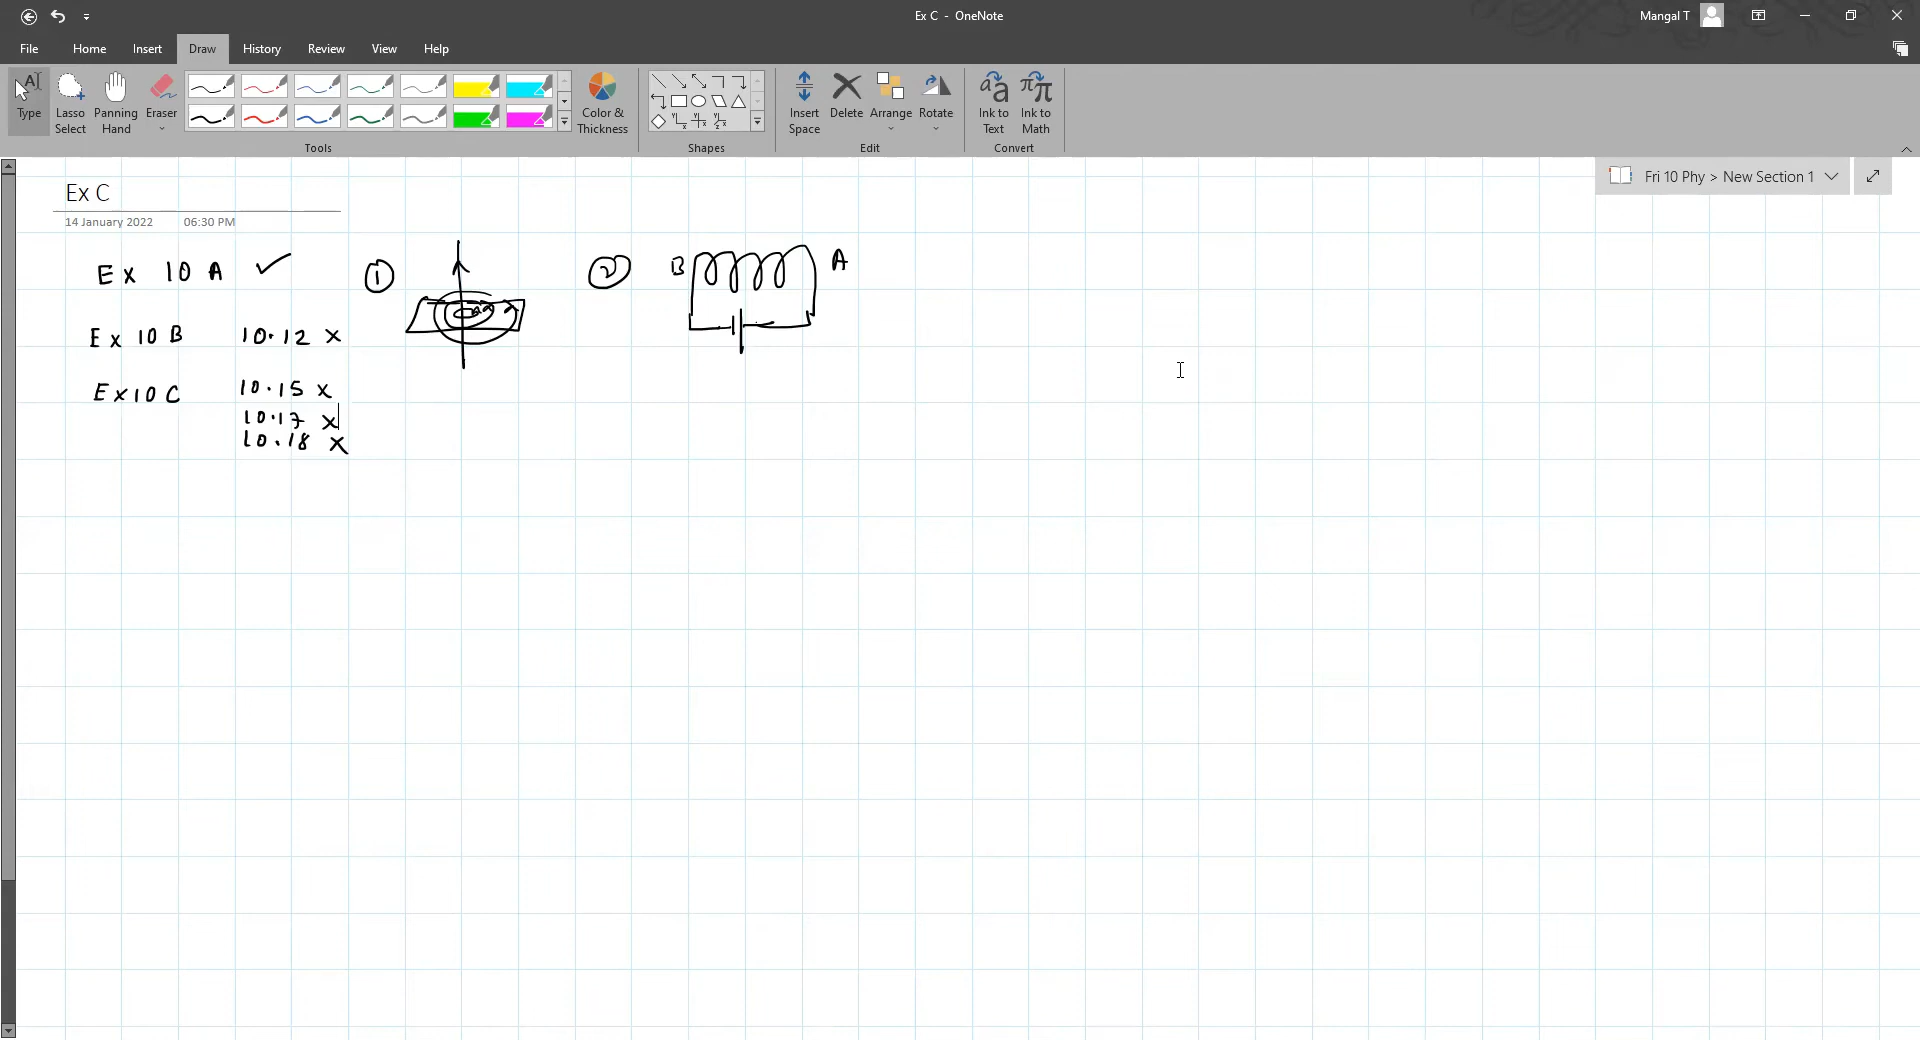 Ex C - OneNote
Mangal T
File Home Insert Draw History Review View Help
Type
Lasso Select
Panning Hand
Eraser
Color & Thickness
Insert Space
Delete
Arrange
Rotate
Ink to Text
Ink to Math
Tools
Shapes
Edit
Convert
Fri 10 Phy > New Section 1
Ex C
14 January 2022 06:30 PM
Ex 10 A ✓
① ② B A
Ex 10 B 10.12 x
Ex 10 C 10.15 x
10.17 x
10.18 x